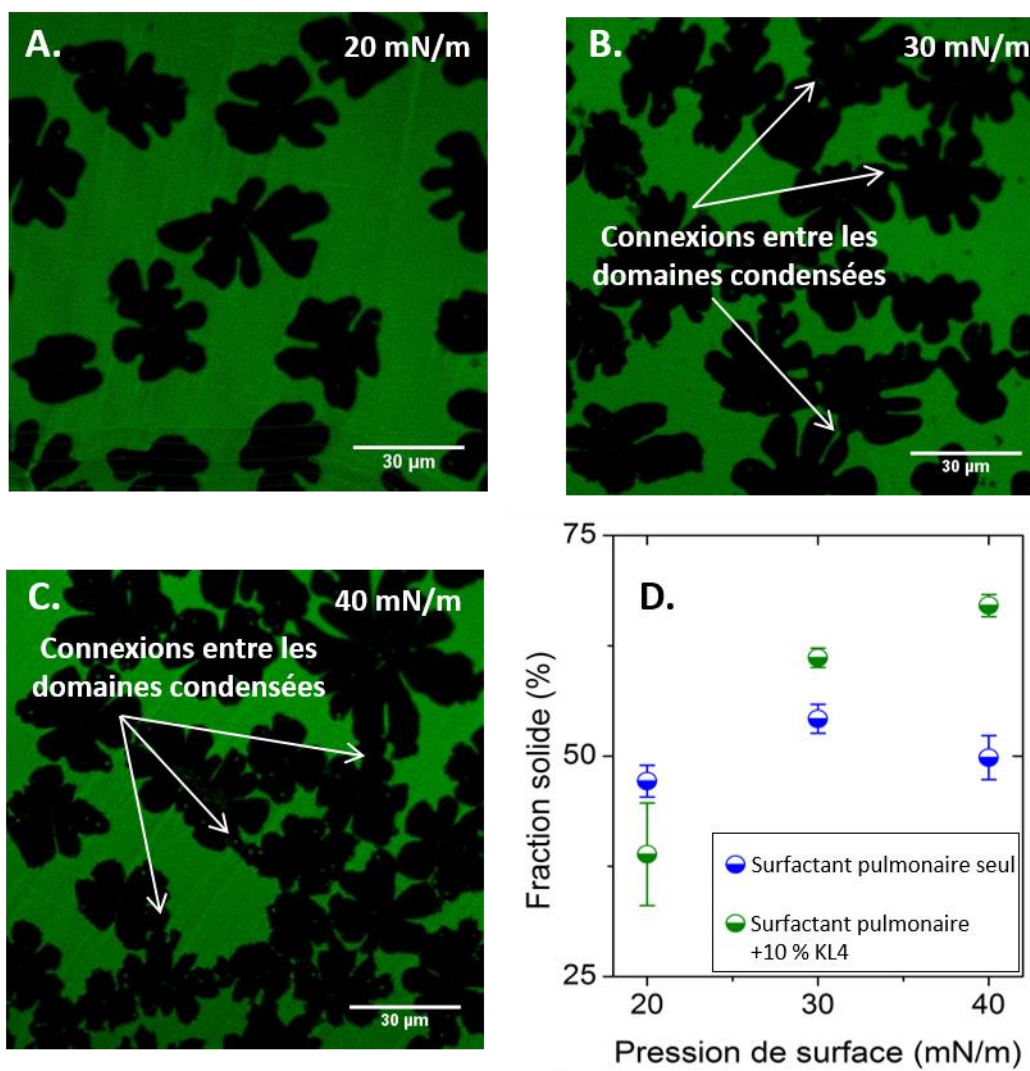 A.
20 mN/m
30 µm
B.
30 mN/m
Connexions entre les
domaines condensées
30 µm
C.
40 mN/m
Connexions entre les
domaines condensées
30 µm
D.
75
50
25
Fraction solide (%)
20
30
40
Pression de surface (mN/m)
Surfactant pulmonaire seul
Surfactant pulmonaire
+10 % KL4